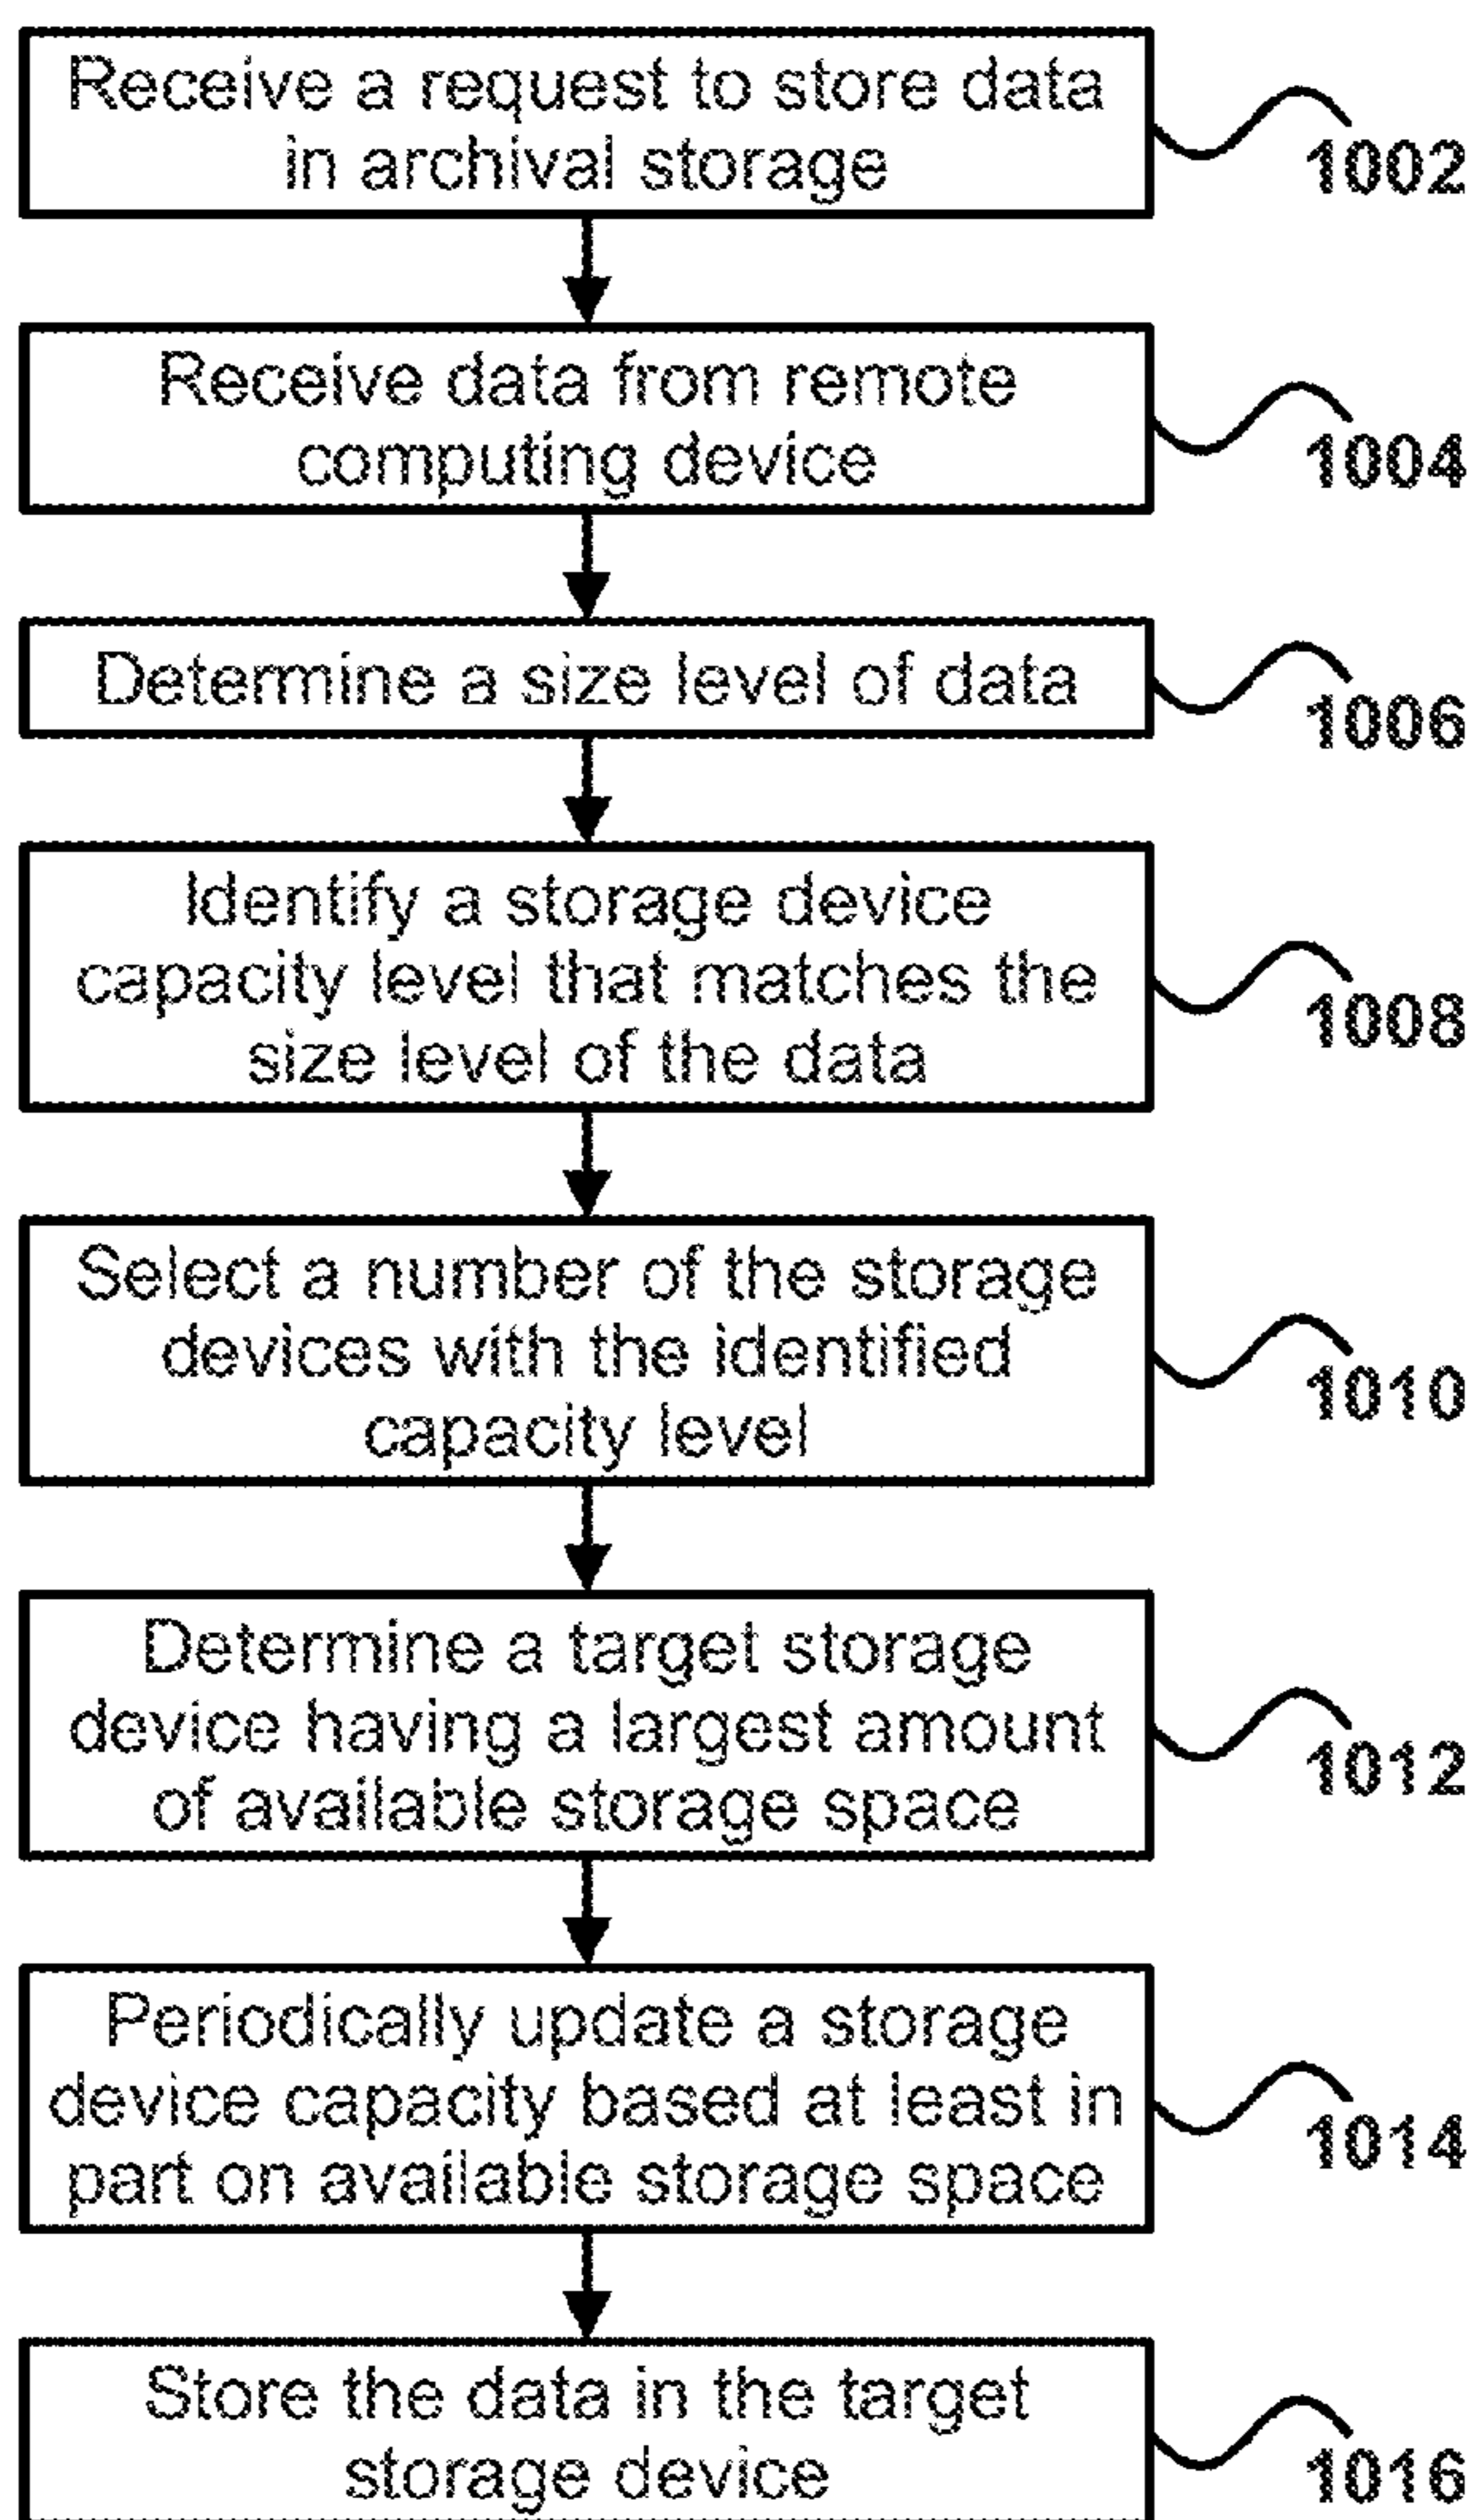 Receive a request to store data
in archival storage
1002
Receive data from remote
computing device
1004
Determine a size level of data
1006
Identify a storage device
capacity level that matches the
size level of the data
1008
Select a number of the storage
devices with the identified
capacity level
1010
Determine a target storage
device having a largest amount
of available storage space
1012
Periodically update a storage
device capacity based at least in
part on available storage space
1014
Store the data in the target
storage device
1016